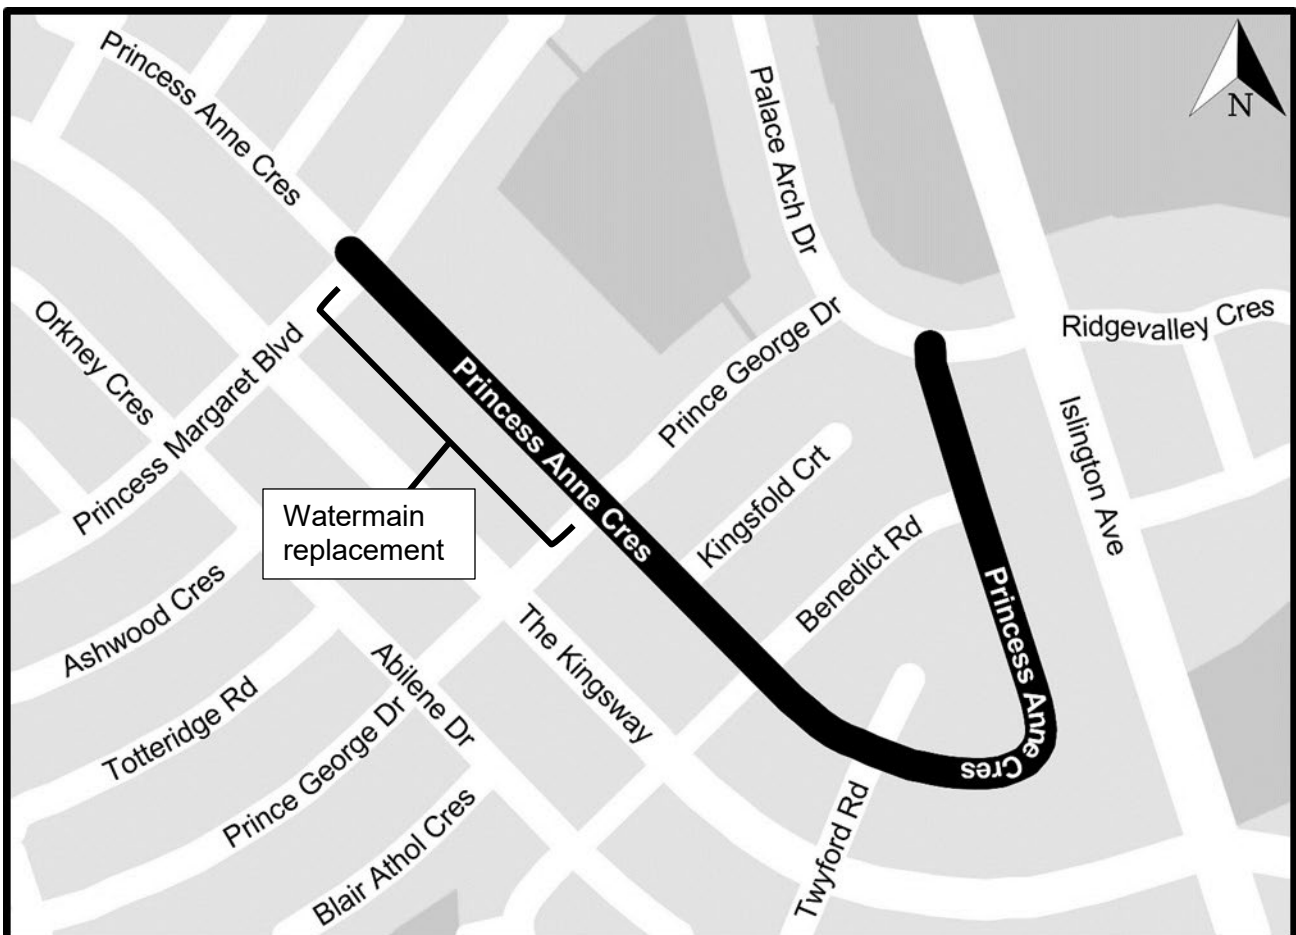 Princess Anne Cres
Palace Arch Dr
N
Orkney Cres
Princess Margaret Blvd
Prince George Dr
Ridgevalley Cres
Princess Anne Cres
Islington Ave
Kingsfold Crt
Watermain
replacement
Benedict Rd
Ashwood Cres
The Kingsway
Princess Anne Cres
Abilene Dr
Totteridge Rd
Prince George Dr
Blair Athol Cres
Twyford Rd